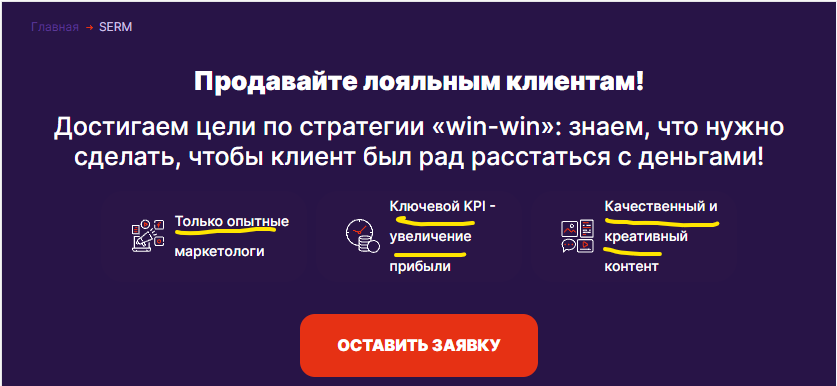 Главная → SERM
Продавайте лояльным клиентам!
Достигаем цели по стратегии «win-win»: знаем, что нужно
сделать, чтобы клиент был рад расстаться с деньгами!
Только опытные
маркетологи
Ключевой KPI -
увеличение
прибыли
Качественный и
креативный
контент
ОСТАВИТЬ ЗАЯВКУ